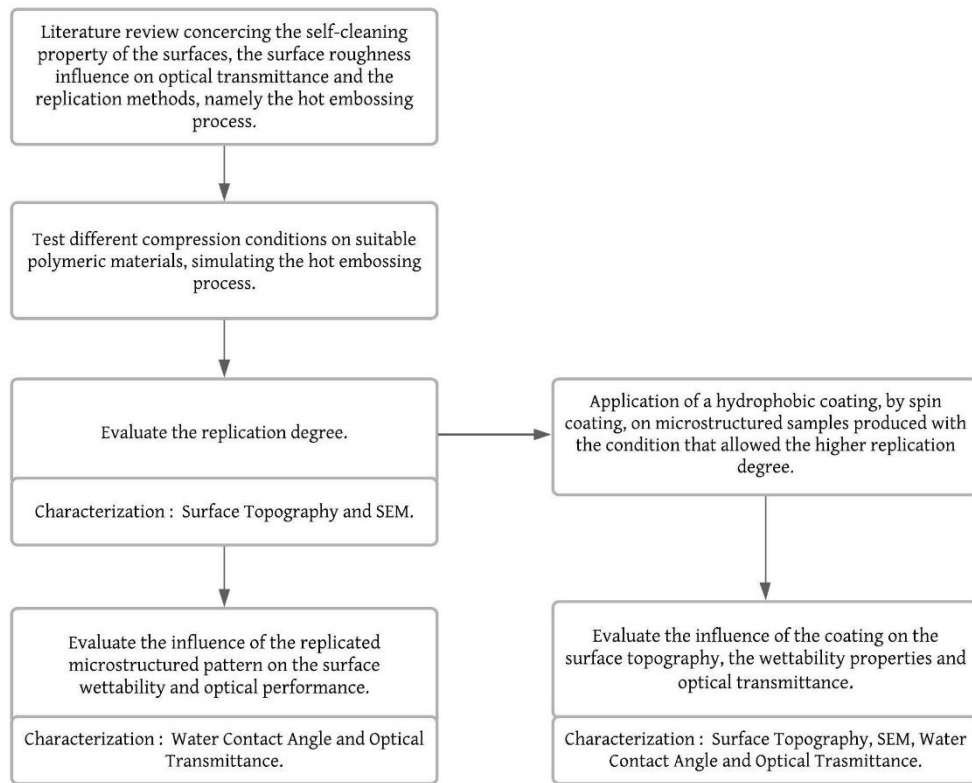 Literature review concercing the self-cleaning
property of the surfaces, the surface roughness
influence on optical transmittance and the
replication methods, namely the hot embossing
process.
Test different compression conditions on suitable
polymeric materials, simulating the hot embossing
process.
Evaluate the replication degree.
Characterization : Surface Topography and SEM.
Application of a hydrophobic coating, by spin
coating, on microstructured samples produced with
the condition that allowed the higher replication
degree.
Evaluate the influence of the replicated
microstructured pattern on the surface
wettability and optical performance.
Characterization : Water Contact Angle and Optical
Transmittance.
Evaluate the influence of the coating on the
surface topography, the wettability properties and
optical transmittance.
Characterization : Surface Topography, SEM, Water
Contact Angle and Optical Trasmittance.